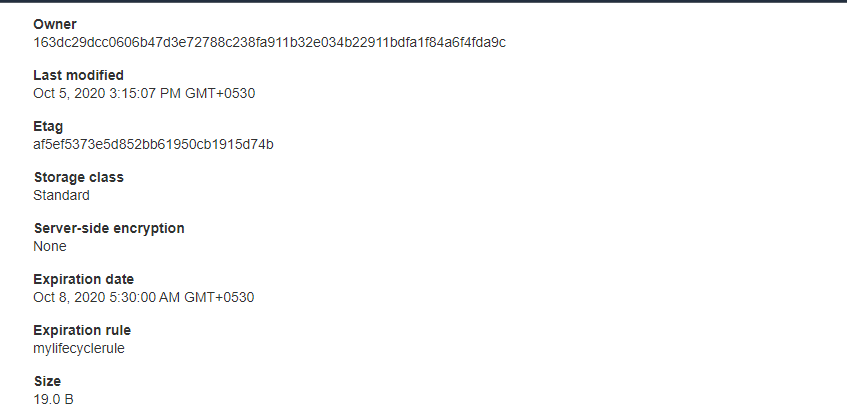 Owner
163dc29dcc0606b47d3e72788c238fa911b32e034b22911bdfa1f84a6f4fda9c
Last modified
Oct 5, 2020 3:15:07 PM GMT+0530
Etag
af5ef5373e5d852bb61950cb1915d74b
Storage class
Standard
Server-side encryption
None
Expiration date
Oct 8, 2020 5:30:00 AM GMT+0530
Expiration rule
mylifecyclerule
Size
19.0 B